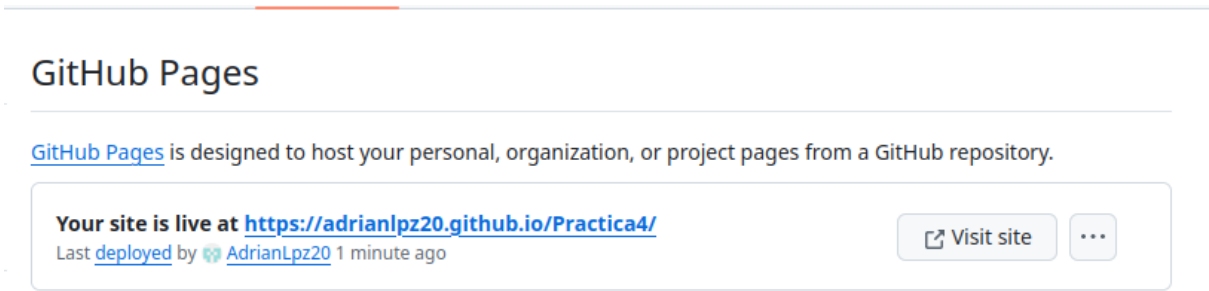 GitHub Pages
GitHub Pages is designed to host your personal, organization, or project pages from a GitHub repository.
Your site is live at https://adrianlpz20.github.io/Practica4/
Last deployed by AdrianLpz20 1 minute ago
Visit site